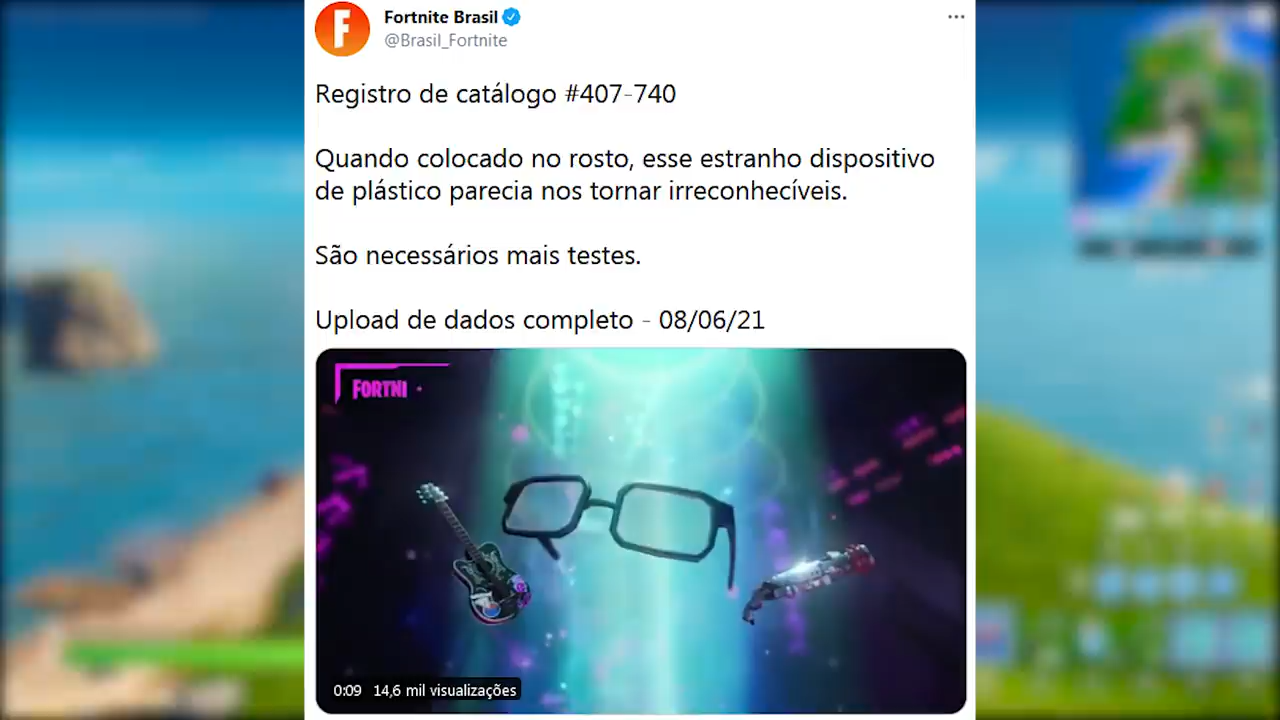 Fortnite Brasil
@Brasil_Fortnite
Registro de catálogo #407-740
Quando colocado no rosto, esse estranho dispositivo
de plástico parecia nos tornar irreconhecíveis.
São necessários mais testes.
Upload de dados completo - 08/06/21
FORTNI
0:09 14,6 mil visualizações